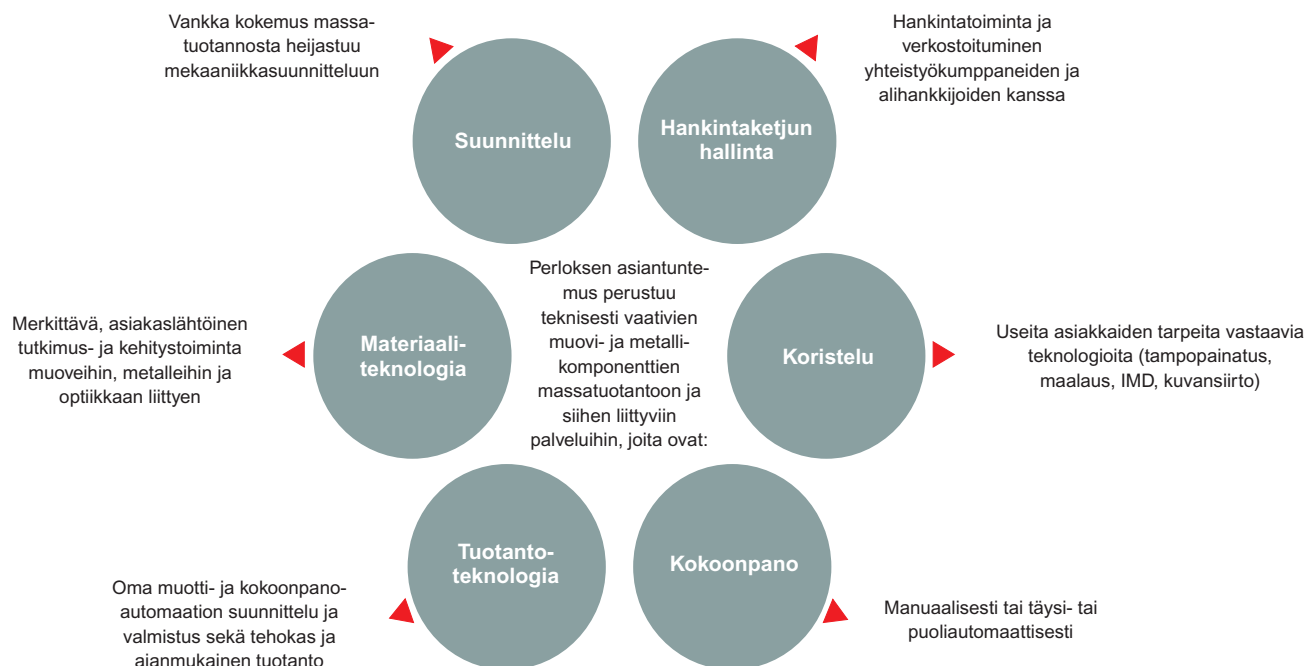 Vankka kokemus massa-
tuotannosta heijastuu
mekaaniikkasuunnitteluun
Suunnittelu
Hankintaketjun
hallinta
Hankintatoiminta ja
verkostoituminen
yhteistyökumppaneiden ja
alihankkijoiden kanssa
Merkittävä, asiakaslähtöinen
tutkimus- ja kehitystoiminta
muoveihin, metalleihin ja
optiikkaan liittyen
Materiaali-
teknologia
Perloksen asiantunte-
mus perustuu
teknisesti vaativien
muovi- ja metalli-
komponenttien
massatuotantoon ja
siihen liittyviin
palveluihin, joita ovat:
Koristelu
Useita asiakkaiden tarpeita vastaavia
teknologioita (tampopainatus,
maalaus, IMD, kuvansiirto)
Oma muotti- ja kokoonpano-
automaation suunnittelu ja
valmistus sekä tehokas ja
ajanmukainen tuotanto
Tuotanto-
teknologia
Kokoonpano
Manuaalisesti tai täysi- tai
puoliautomaattisesti